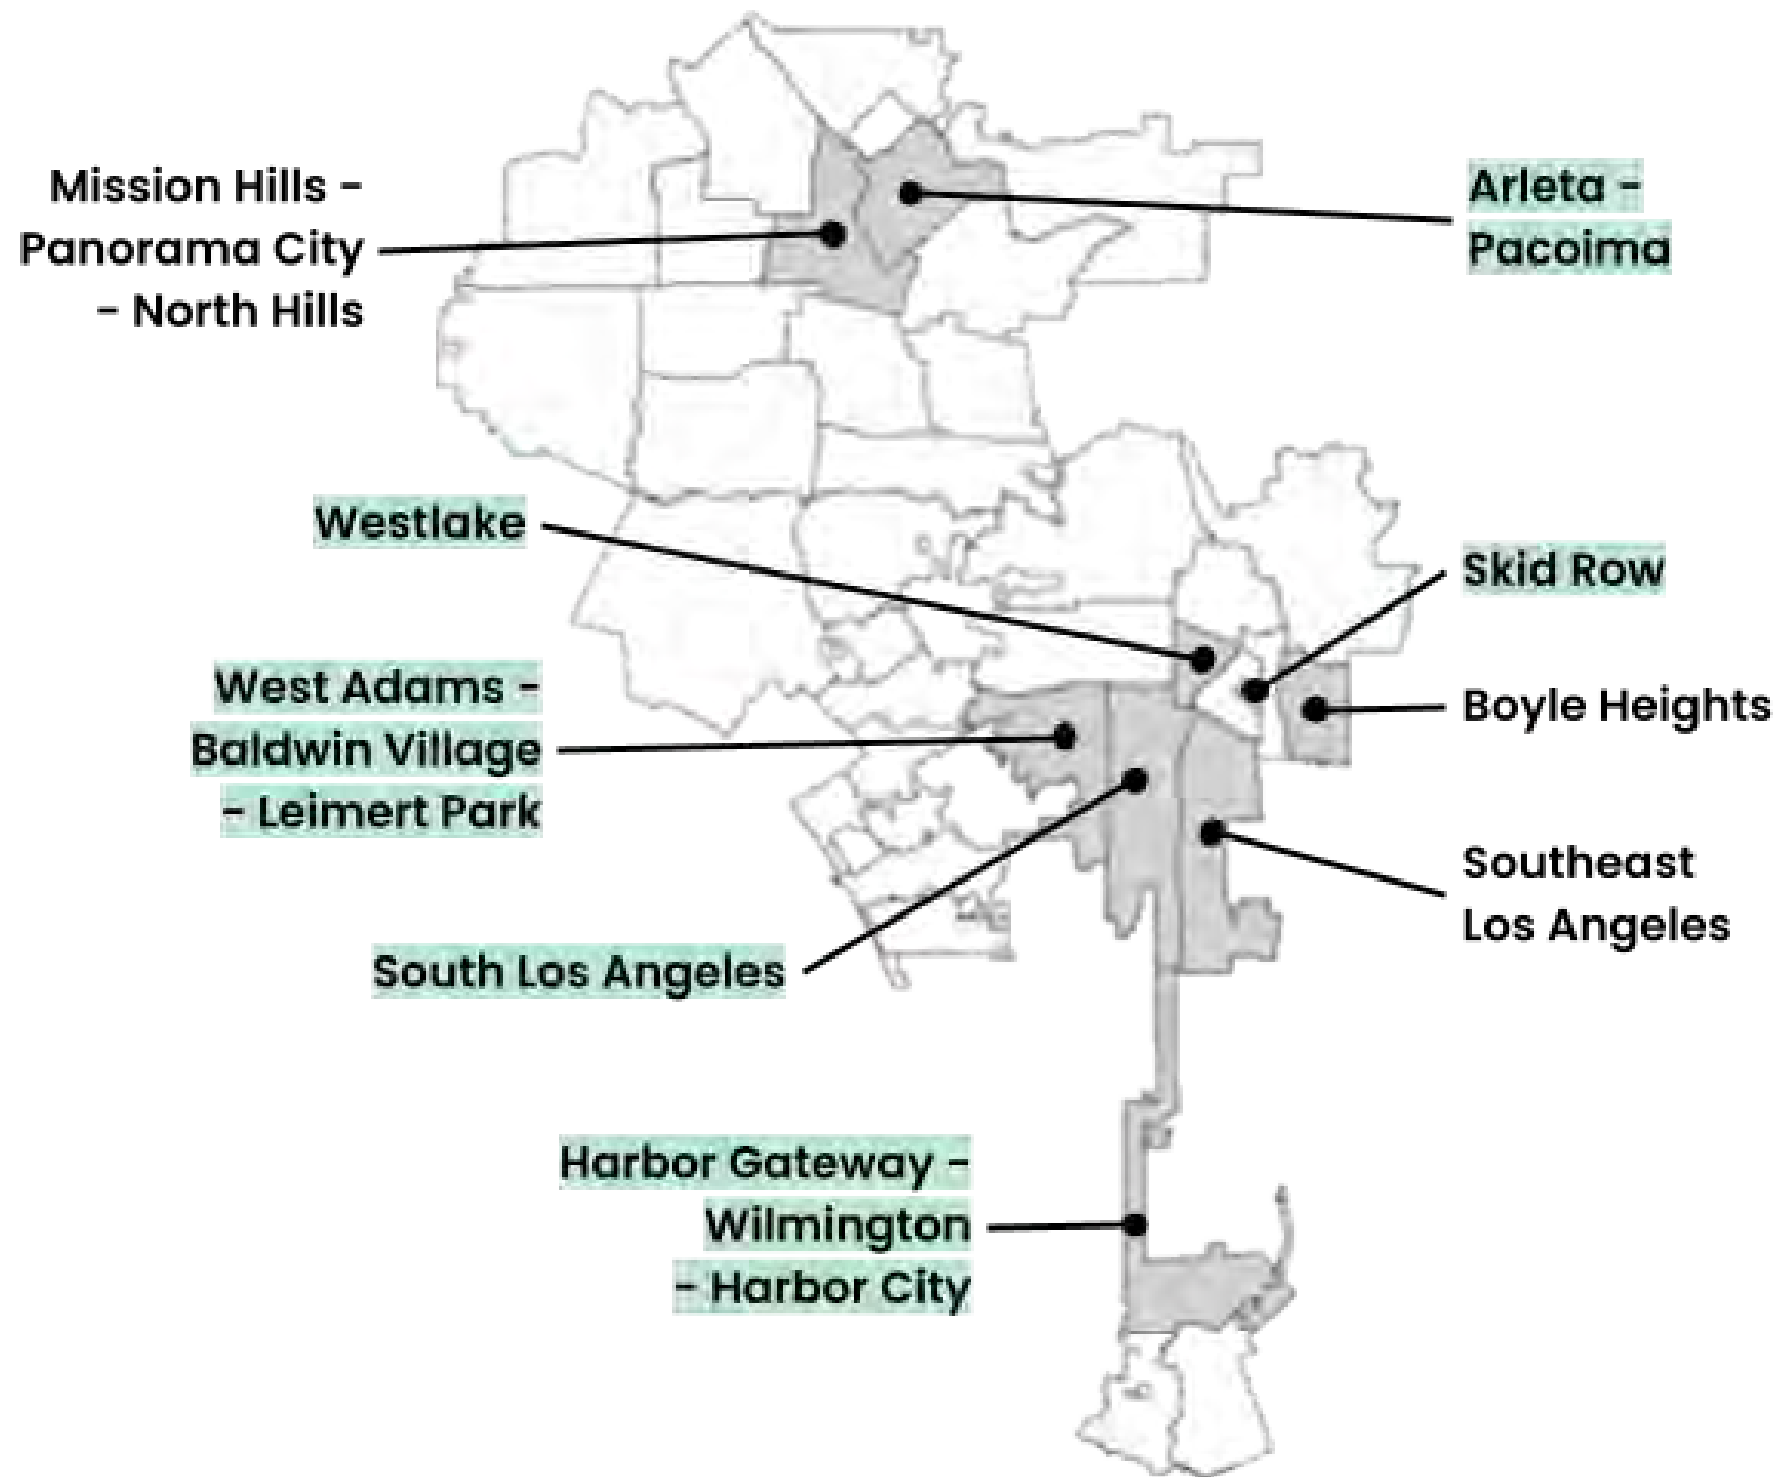 Mission Hills -
Panorama City
- North Hills
Arleta -
Pacoima
Westlake
Skid Row
West Adams -
Baldwin Village
- Leimert Park
Boyle Heights
Southeast
Los Angeles
South Los Angeles
Harbor Gateway -
Wilmington
- Harbor City